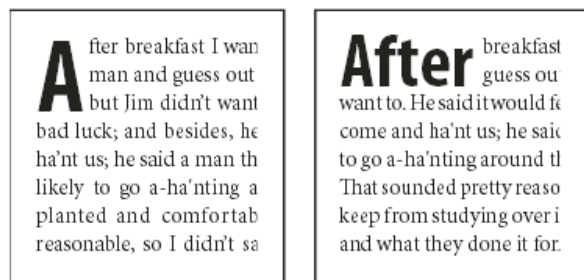 After breakfast I wan
man and guess out
but Jim didn’t want
bad luck; and besides, he
ha’nt us; he said a man th
likely to go a-ha’nting a
planted and comfortab
reasonable, so I didn’t sa
After breakfast
guess ou
want to. He said it would fe
come and ha’nt us; he said
to go a-ha’nting around th
That sounded pretty reaso
keep from studying over i
and what they done it for.